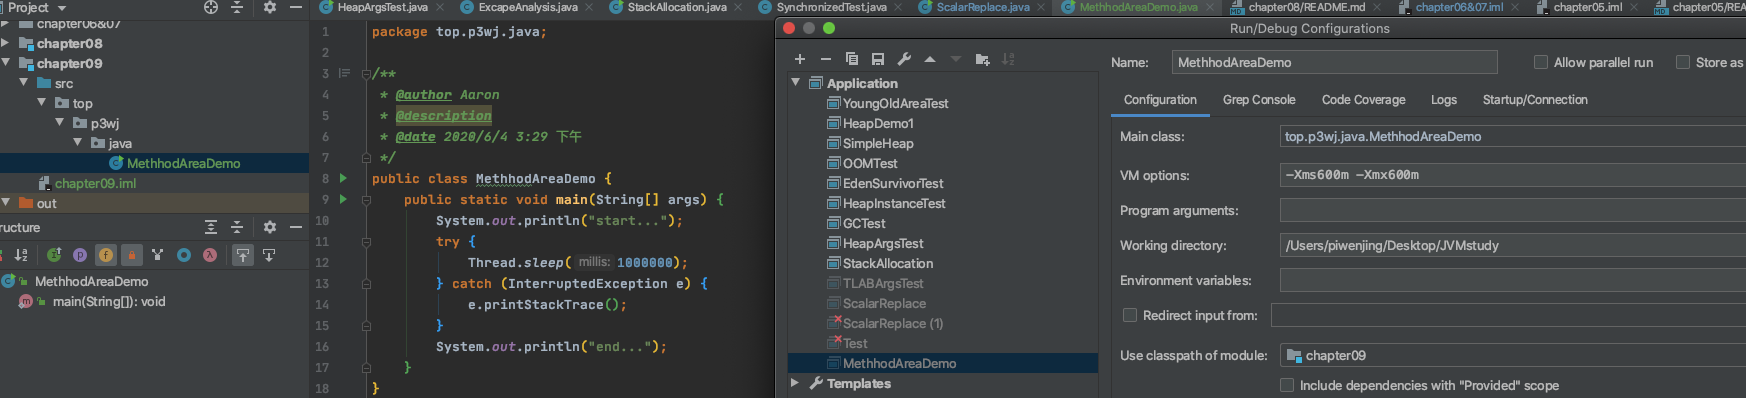 Project
chapter06&07
chapter08
chapter09
src
top
p3wj
java
MethhodAreaDemo
chapter09.iml
out
ructure
MethhodAreaDemo
main(String[]): void
HeapArgsTest.java
ExcapeAnalysis.java
StackAllocation.java
SynchronizedTest.java
ScalarReplace.java
MethhodAreaDemo.java
chapter08/README.md
chapter06&07.iml
chapter05.iml
chapter05/REA
1 package top.p3wj.java;
2
3 /**
4 * @author Aaron
5 * @description
6 * @date 2020/6/4 3:29 下午
7 */
8 public class MethhodAreaDemo {
9 public static void main(String[] args) {
10 System.out.println("start...");
11 try {
12 Thread.sleep( millis: 1000000);
13 } catch (InterruptedException e) {
14 e.printStackTrace();
15 }
16 System.out.println("end...");
17 }
18 }
Run/Debug Configurations
Application
YoungOldAreaTest
HeapDemo1
SimpleHeap
OOMTest
EdenSurvivorTest
HeapInstanceTest
GCTest
HeapArgsTest
StackAllocation
TLABArgsTest
ScalarReplace
ScalarReplace (1)
Test
MethhodAreaDemo
Templates
Name: MethhodAreaDemo
Allow parallel run
Store as
Configuration Grep Console Code Coverage Logs Startup/Connection
Main class: top.p3wj.java.MethhodAreaDemo
VM options: -Xms600m -Xmx600m
Program arguments:
Working directory: /Users/piwenjing/Desktop/JVMstudy
Environment variables:
Redirect input from:
Use classpath of module: chapter09
Include dependencies with "Provided" scope